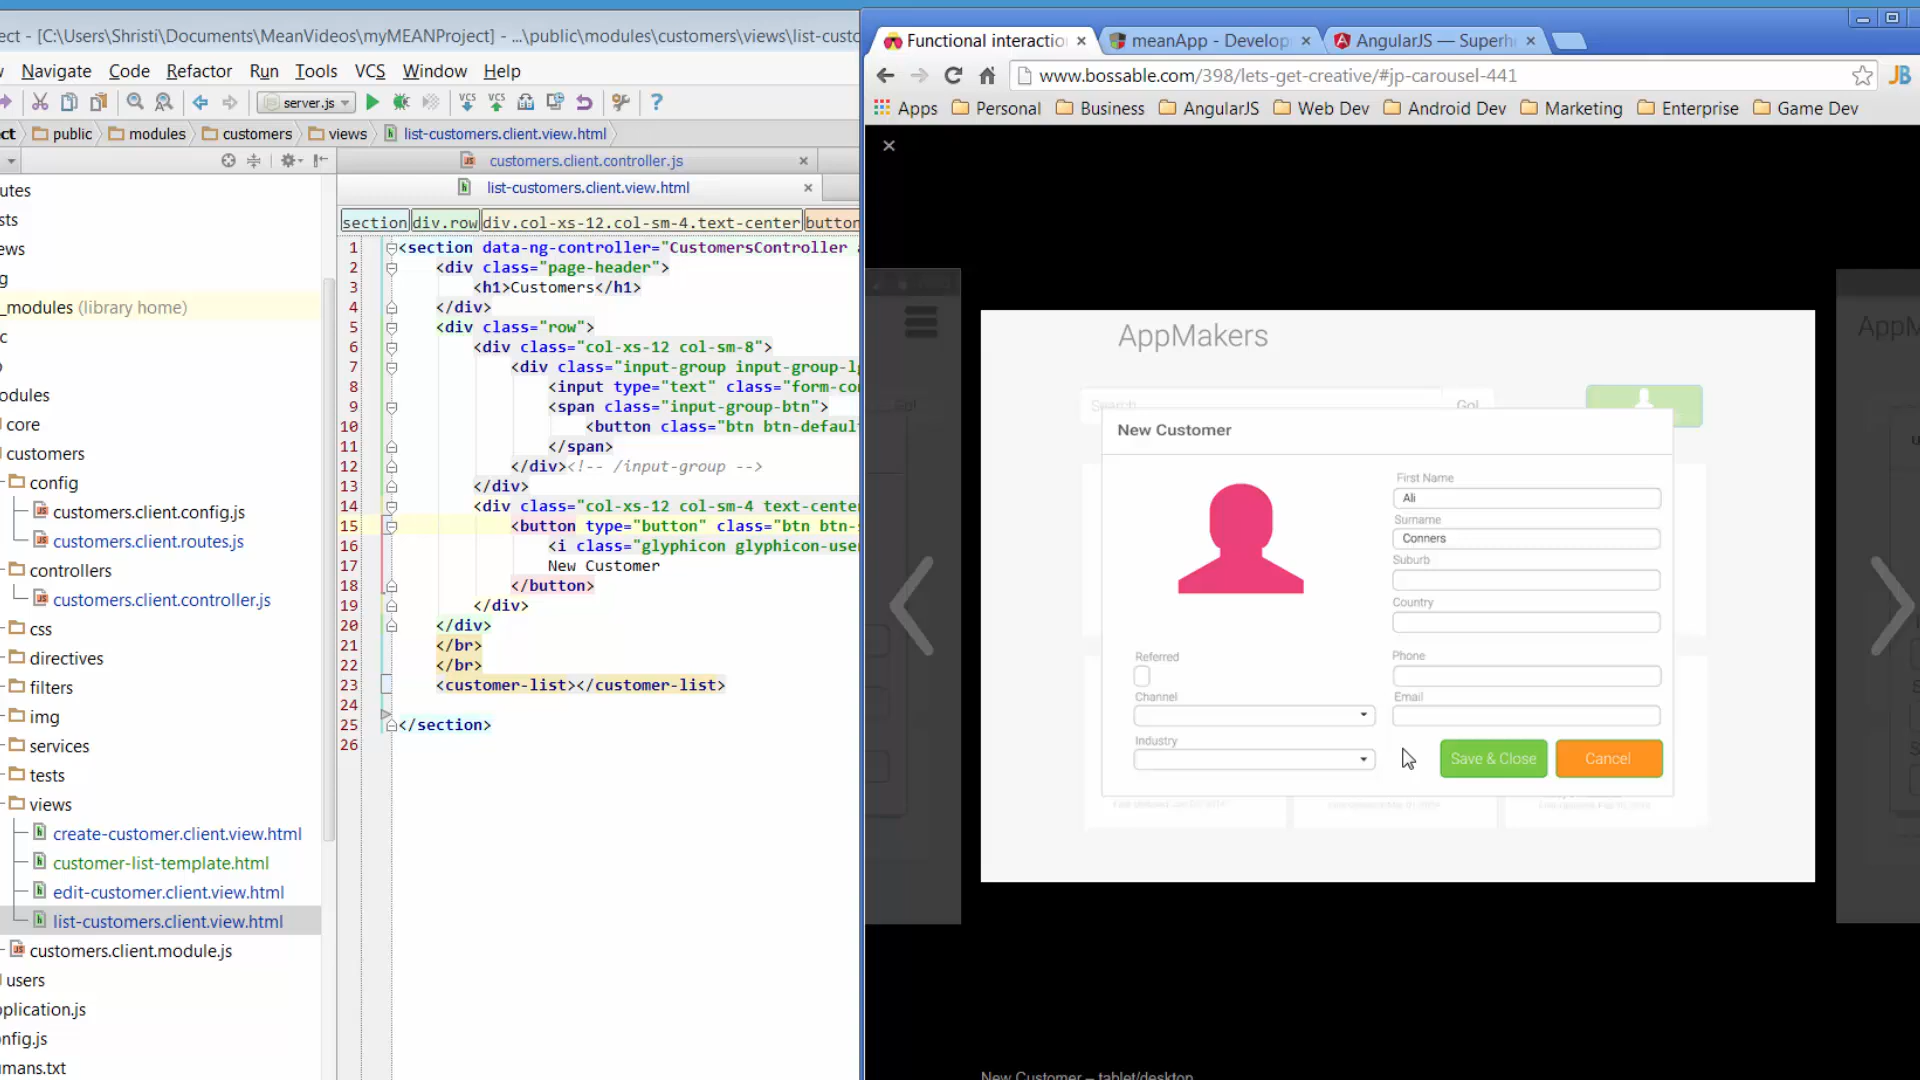 ect - [C:\Users\Shristi\Documents\MeanVideos\myMEANProject] - ...\public\modules\customers\views\list-custo
Navigate Code Refactor Run Tools VCS Window Help
server.js
VCS VCS
ct public modules customers views list-customers.client.view.html
utes
sts
ews
g
_modules (library home)
c
odules
core
customers
config
customers.client.config.js
customers.client.routes.js
controllers
customers.client.controller.js
css
directives
filters
img
services
tests
views
create-customer.client.view.html
customer-list-template.html
edit-customer.client.view.html
list-customers.client.view.html
customers.client.module.js
users
plication.js
nfig.js
mans.txt
customers.client.controller.js
list-customers.client.view.html
section div.row div.col-xs-12.col-sm-4.text-center button
1 <section data-ng-controller="CustomersController a
2 <div class="page-header">
3 <h1>Customers</h1>
4 </div>
5 <div class="row">
6 <div class="col-xs-12 col-sm-8">
7 <div class="input-group input-group-lg
8 <input type="text" class="form-con
9 <span class="input-group-btn">
10 <button class="btn btn-default
11 </span>
12 </div><!-- /input-group -->
13 </div>
14 <div class="col-xs-12 col-sm-4 text-center
15 <button type="button" class="btn btn-s
16 <i class="glyphicon glyphicon-user
17 New Customer
18 </button>
19 </div>
20 </div>
21 </br>
22 </br>
23 <customer-list></customer-list>
24
25 </section>
26
Functional interactio meanApp - Develop AngularJS — Superh
www.bossable.com/398/lets-get-creative/#jp-carousel-441
JB
Apps Personal Business AngularJS Web Dev Android Dev Marketing Enterprise Game Dev
AppMakers
AppM
Search Go!
Go!
New Customer
First Name
Ali
Surname
Conners
Suburb
Country
Referred
Phone
Channel
Email
Industry
Save & Close Cancel
New Customer – tablet/desktop